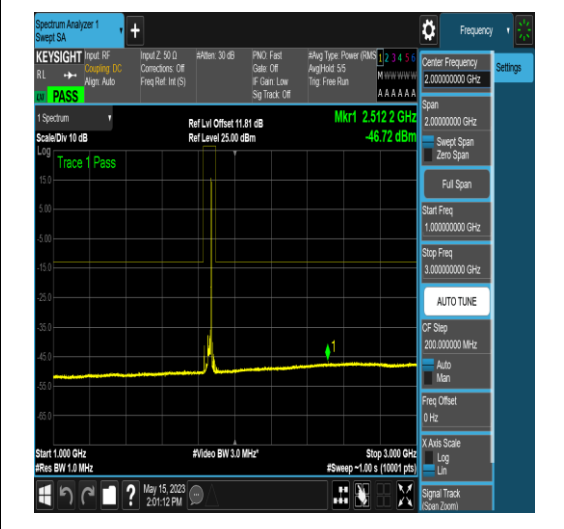 Spectrum Analyzer 1
Swept SA
Frequency
KEYSIGHT
Input: RF
Coupling: DC
Align: Auto
Input Z: 50 Ω
Corrections: Off
Freq Ref: Int (S)
#Atten: 30 dB
PNO: Fast
Gate: Off
IF Gain: Low
Sig Track: Off
#Avg Type: Power (RMS
Avg|Hold: 5/5
Trig: Free Run
1 2 3 4 5 6
M W W W W W
A A A A A A
RL
PASS
1 Spectrum
Scale/Div 10 dB
Ref Lvl Offset 11.81 dB
Ref Level 25.00 dBm
Mkr1 2.512 2 GHz
-46.72 dBm
Log
Trace 1 Pass
15.0
5.00
-5.00
-15.0
-25.0
-35.0
-45.0
-55.0
-65.0
1
Start 1.000 GHz
#Res BW 1.0 MHz
#Video BW 3.0 MHz*
Stop 3.000 GHz
#Sweep ~1.00 s (10001 pts)
May 15, 2023
2:01:12 PM
?
Center Frequency
2.000000000 GHz
Span
2.00000000 GHz
Swept Span
Zero Span
Full Span
Start Freq
1.000000000 GHz
Stop Freq
3.000000000 GHz
AUTO TUNE
CF Step
200.000000 MHz
Auto
Man
Freq Offset
0 Hz
X Axis Scale
Log
Lin
Signal Track
(Span Zoom)
Settings